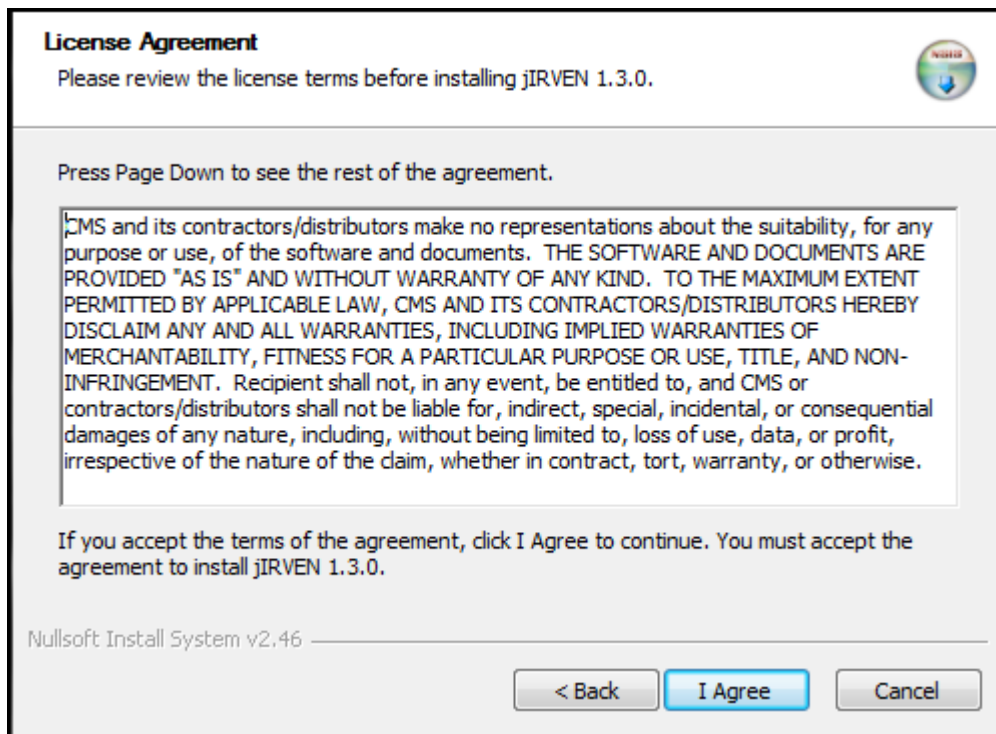 License Agreement
Please review the license terms before installing jIRVEN 1.3.0.
Press Page Down to see the rest of the agreement.
CMS and its contractors/distributors make no representations about the suitability, for any
purpose or use, of the software and documents.  THE SOFTWARE AND DOCUMENTS ARE
PROVIDED "AS IS" AND WITHOUT WARRANTY OF ANY KIND.  TO THE MAXIMUM EXTENT
PERMITTED BY APPLICABLE LAW, CMS AND ITS CONTRACTORS/DISTRIBUTORS HEREBY
DISCLAIM ANY AND ALL WARRANTIES, INCLUDING IMPLIED WARRANTIES OF
MERCHANTABILITY, FITNESS FOR A PARTICULAR PURPOSE OR USE, TITLE, AND NON-
INFRINGEMENT.  Recipient shall not, in any event, be entitled to, and CMS or
contractors/distributors shall not be liable for, indirect, special, incidental, or consequential
damages of any nature, including, without being limited to, loss of use, data, or profit,
irrespective of the nature of the claim, whether in contract, tort, warranty, or otherwise.
If you accept the terms of the agreement, click I Agree to continue. You must accept the
agreement to install jIRVEN 1.3.0.
Nullsoft Install System v2.46
< Back I Agree Cancel